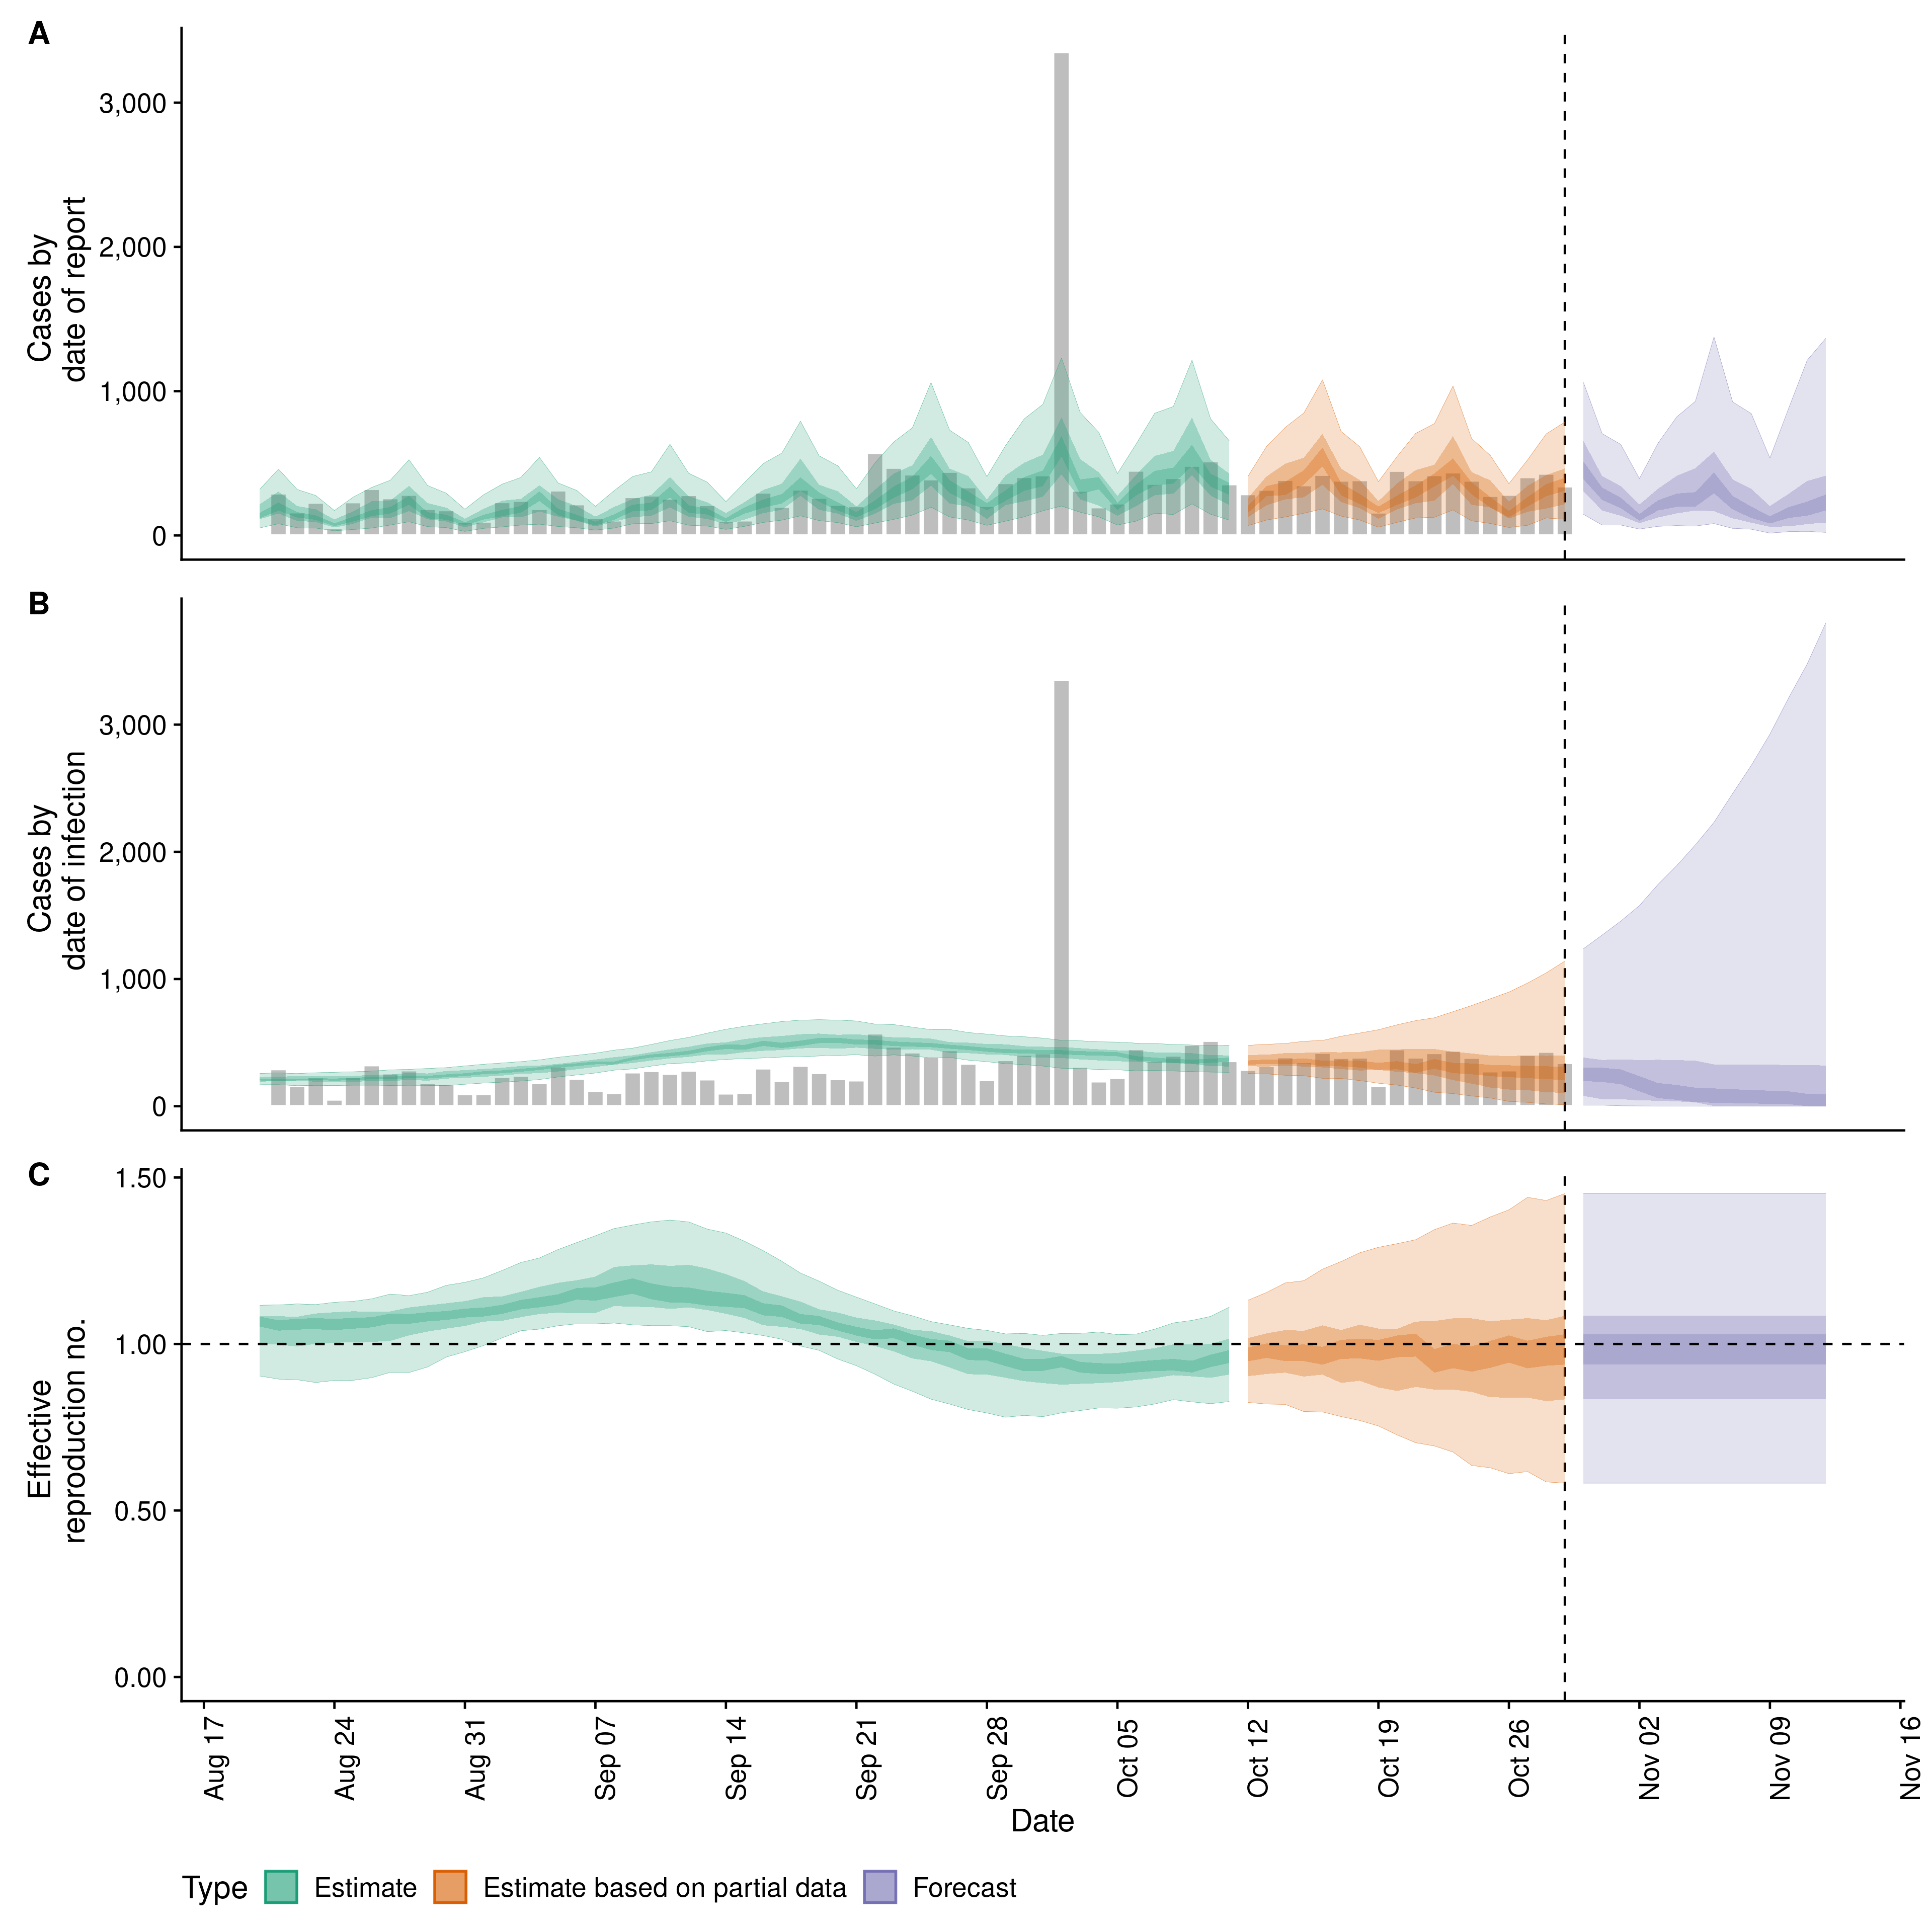 A
3,000
2,000
1,000
0
Cases by
date of report
B
3,000
2,000
1,000
0
Cases by
date of infection
C
1.50
1.00
0.50
0.00
Effective
reproduction no.
Aug 17
Aug 24
Aug 31
Sep 07
Sep 14
Sep 21
Sep 28
Oct 05
Oct 12
Oct 19
Oct 26
Nov 02
Nov 09
Nov 16
Date
Type Estimate Estimate based on partial data Forecast